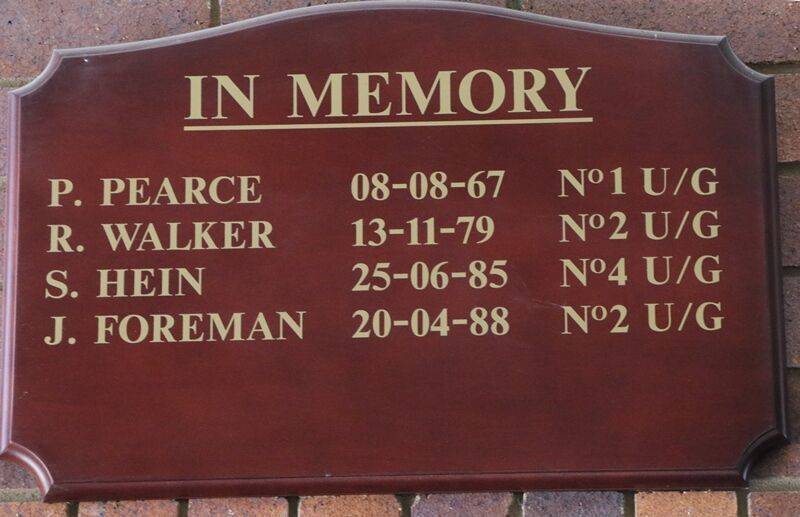 IN MEMORY
P. PEARCE 08-08-67 Nº1 U/G
R. WALKER 13-11-79 Nº2 U/G
S. HEIN 25-06-85 Nº4 U/G
J. FOREMAN 20-04-88 Nº2 U/G